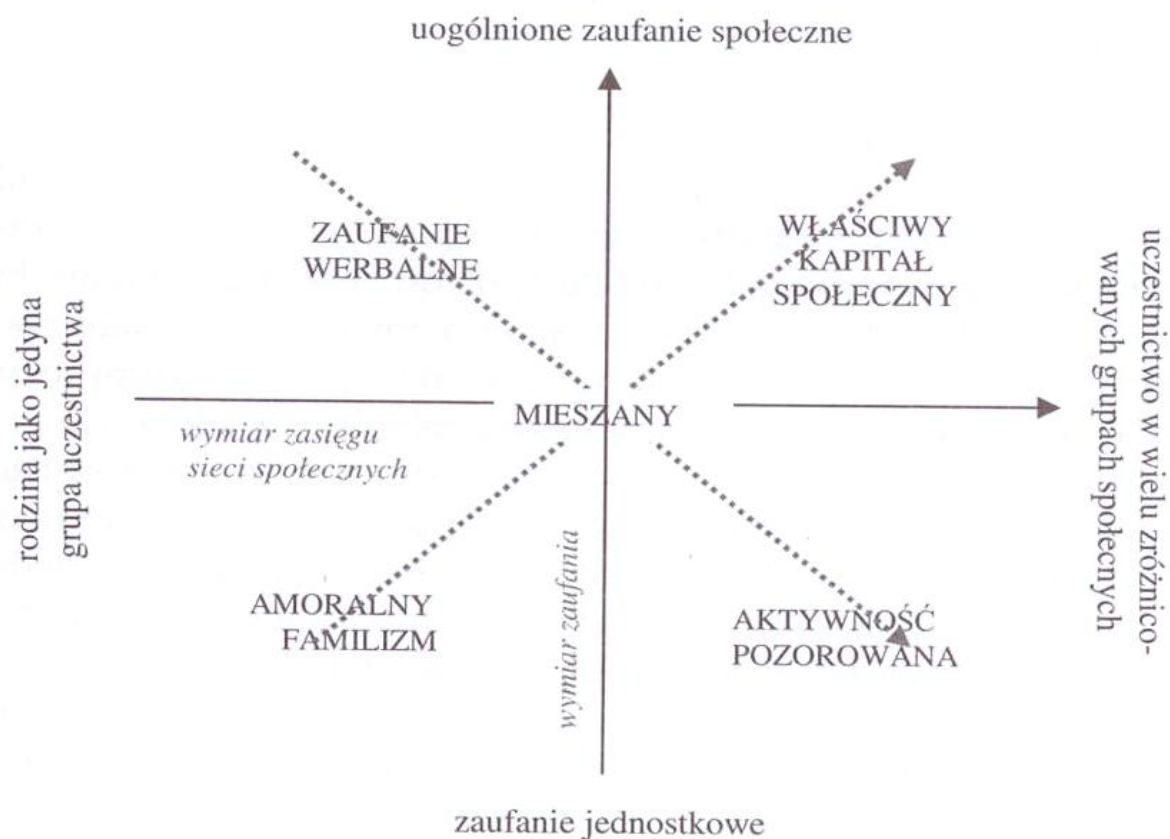 uogólnione zaufanie społeczne
ZAUFANIE
WERBALNE
WŁAŚCIWY
KAPITAŁ
SPOŁECZNY
rodzina jako jedyna
grupa uczestnictwa
uczestnictwo w wielu zróżnico-
wanych grupach społecnych
MIESZANY
wymiar zasięgu
sieci społecznych
wymiar zaufania
AMORALNY
FAMILIZM
AKTYWNOŚĆ
POZOROWANA
zaufanie jednostkowe